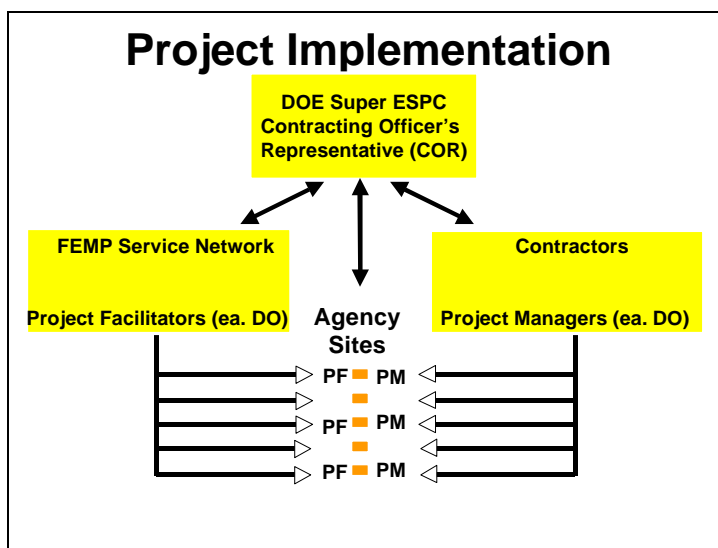 Project Implementation
DOE Super ESPC
Contracting Officer's
Representative (COR)
FEMP Service Network
Project Facilitators (ea. DO)
Contractors
Project Managers (ea. DO)
Agency
Sites
PF PM
PF PM
PF PM